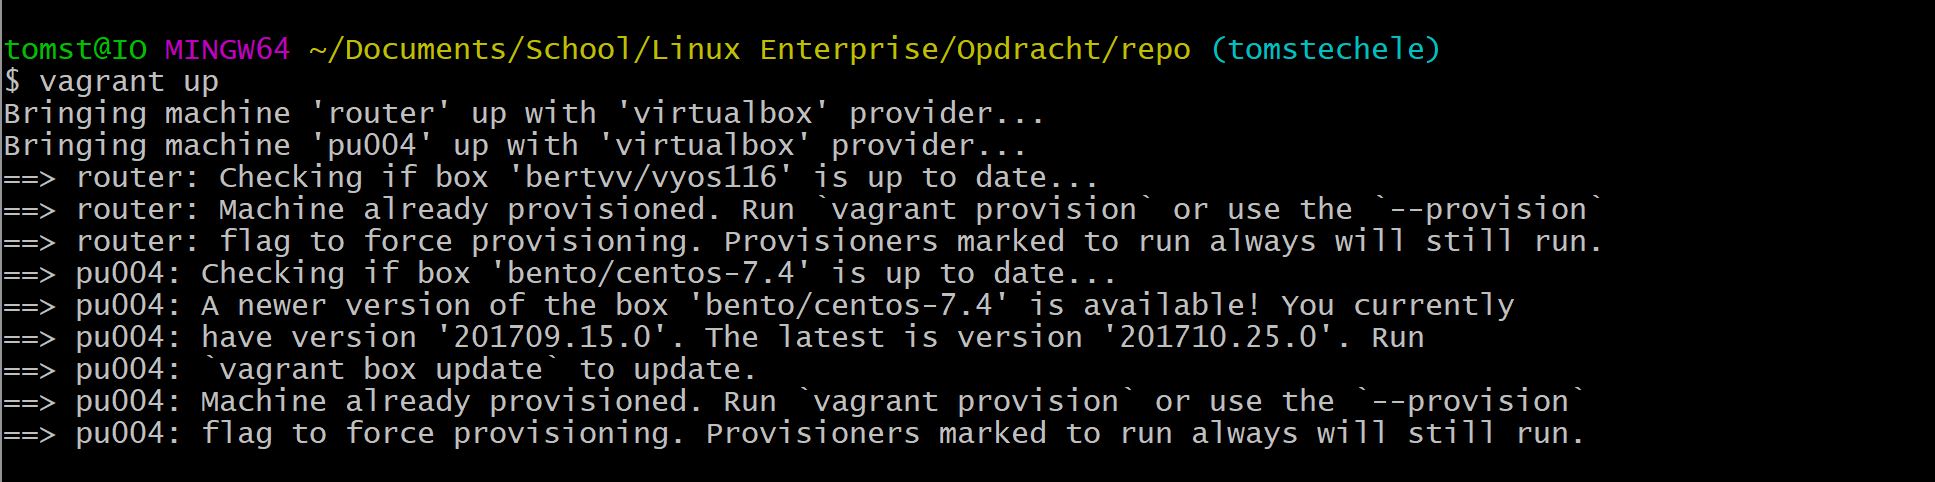 tomst@IO MINGW64 ~/Documents/School/Linux Enterprise/Opdracht/repo (tomstechele)
$ vagrant up
Bringing machine 'router' up with 'virtualbox' provider...
Bringing machine 'pu004' up with 'virtualbox' provider...
==> router: Checking if box 'bertvv/vyos116' is up to date...
==> router: Machine already provisioned. Run `vagrant provision` or use the `--provision`
==> router: flag to force provisioning. Provisioners marked to run always will still run.
==> pu004: Checking if box 'bento/centos-7.4' is up to date...
==> pu004: A newer version of the box 'bento/centos-7.4' is available! You currently
==> pu004: have version '201709.15.0'. The latest is version '201710.25.0'. Run
==> pu004: `vagrant box update` to update.
==> pu004: Machine already provisioned. Run `vagrant provision` or use the `--provision`
==> pu004: flag to force provisioning. Provisioners marked to run always will still run.